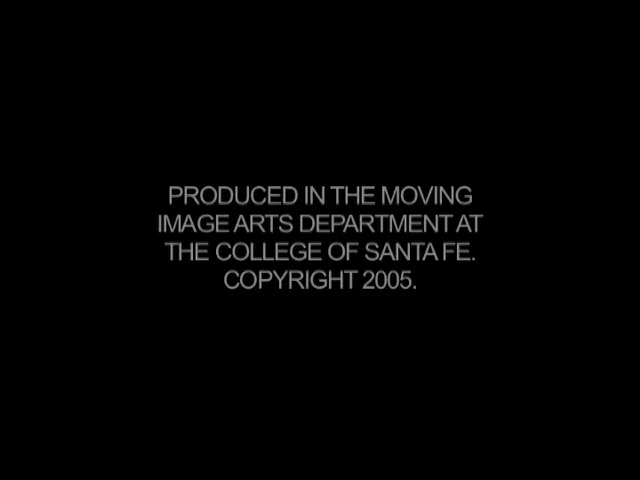 PRODUCED IN THE MOVING
IMAGE ARTS DEPARTMENT AT
THE COLLEGE OF SANTA FE.
COPYRIGHT 2005.